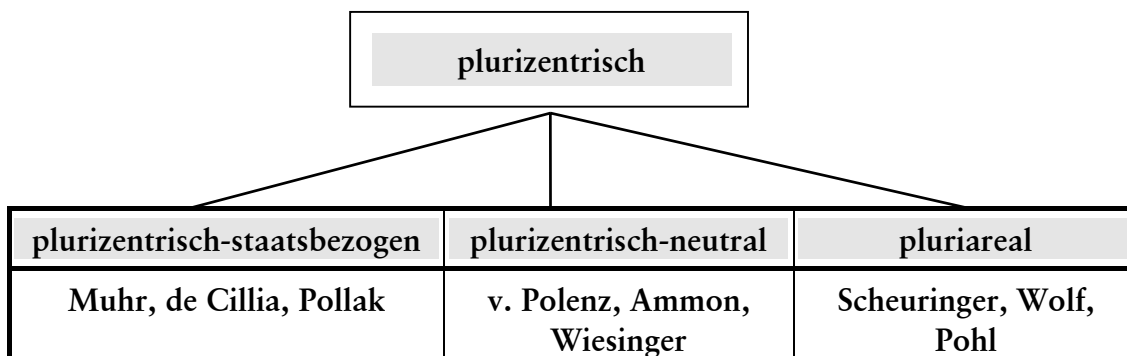 plurizentrisch
plurizentrisch-staatsbezogen
plurizentrisch-neutral
pluriareal
Muhr, de Cillia, Pollak
v. Polenz, Ammon,
Wiesinger
Scheuringer, Wolf,
Pohl